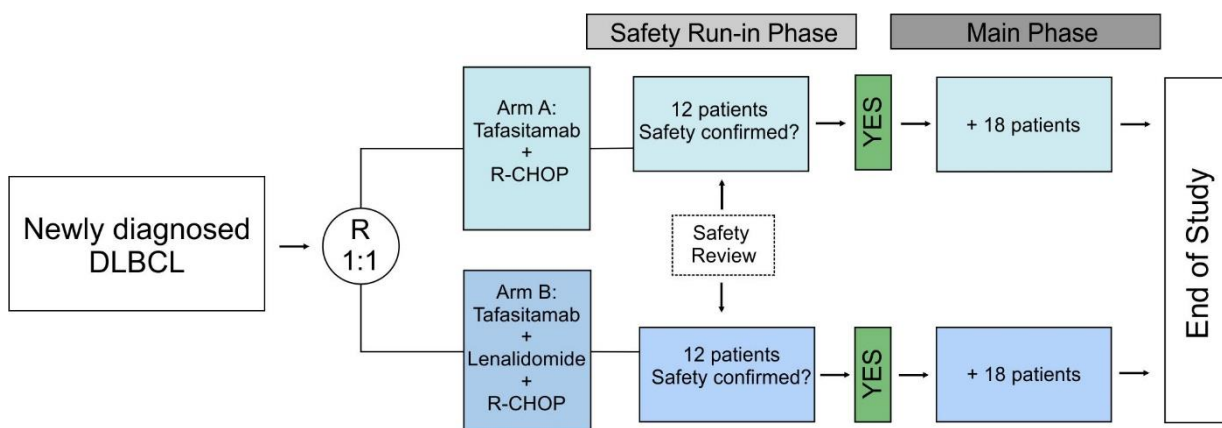 Safety Run-in Phase
Main Phase
Newly diagnosed
DLBCL
R
1:1
Arm A:
Tafasitamab
+
R-CHOP
12 patients
Safety confirmed?
YES
+ 18 patients
Safety
Review
Arm B:
Tafasitamab
+
Lenalidomide
+
R-CHOP
12 patients
Safety confirmed?
YES
+ 18 patients
End of Study